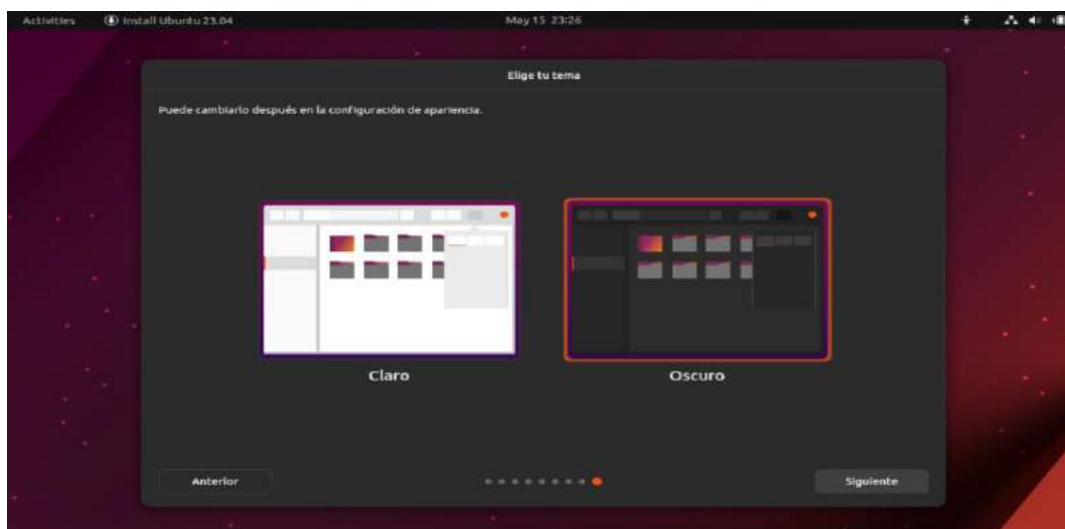 Activities Install Ubuntu 23.04 May 15 23:26
Elige tu tema
Puede cambiarlo después en la configuración de apariencia.
Claro Oscuro
Anterior Siguiente